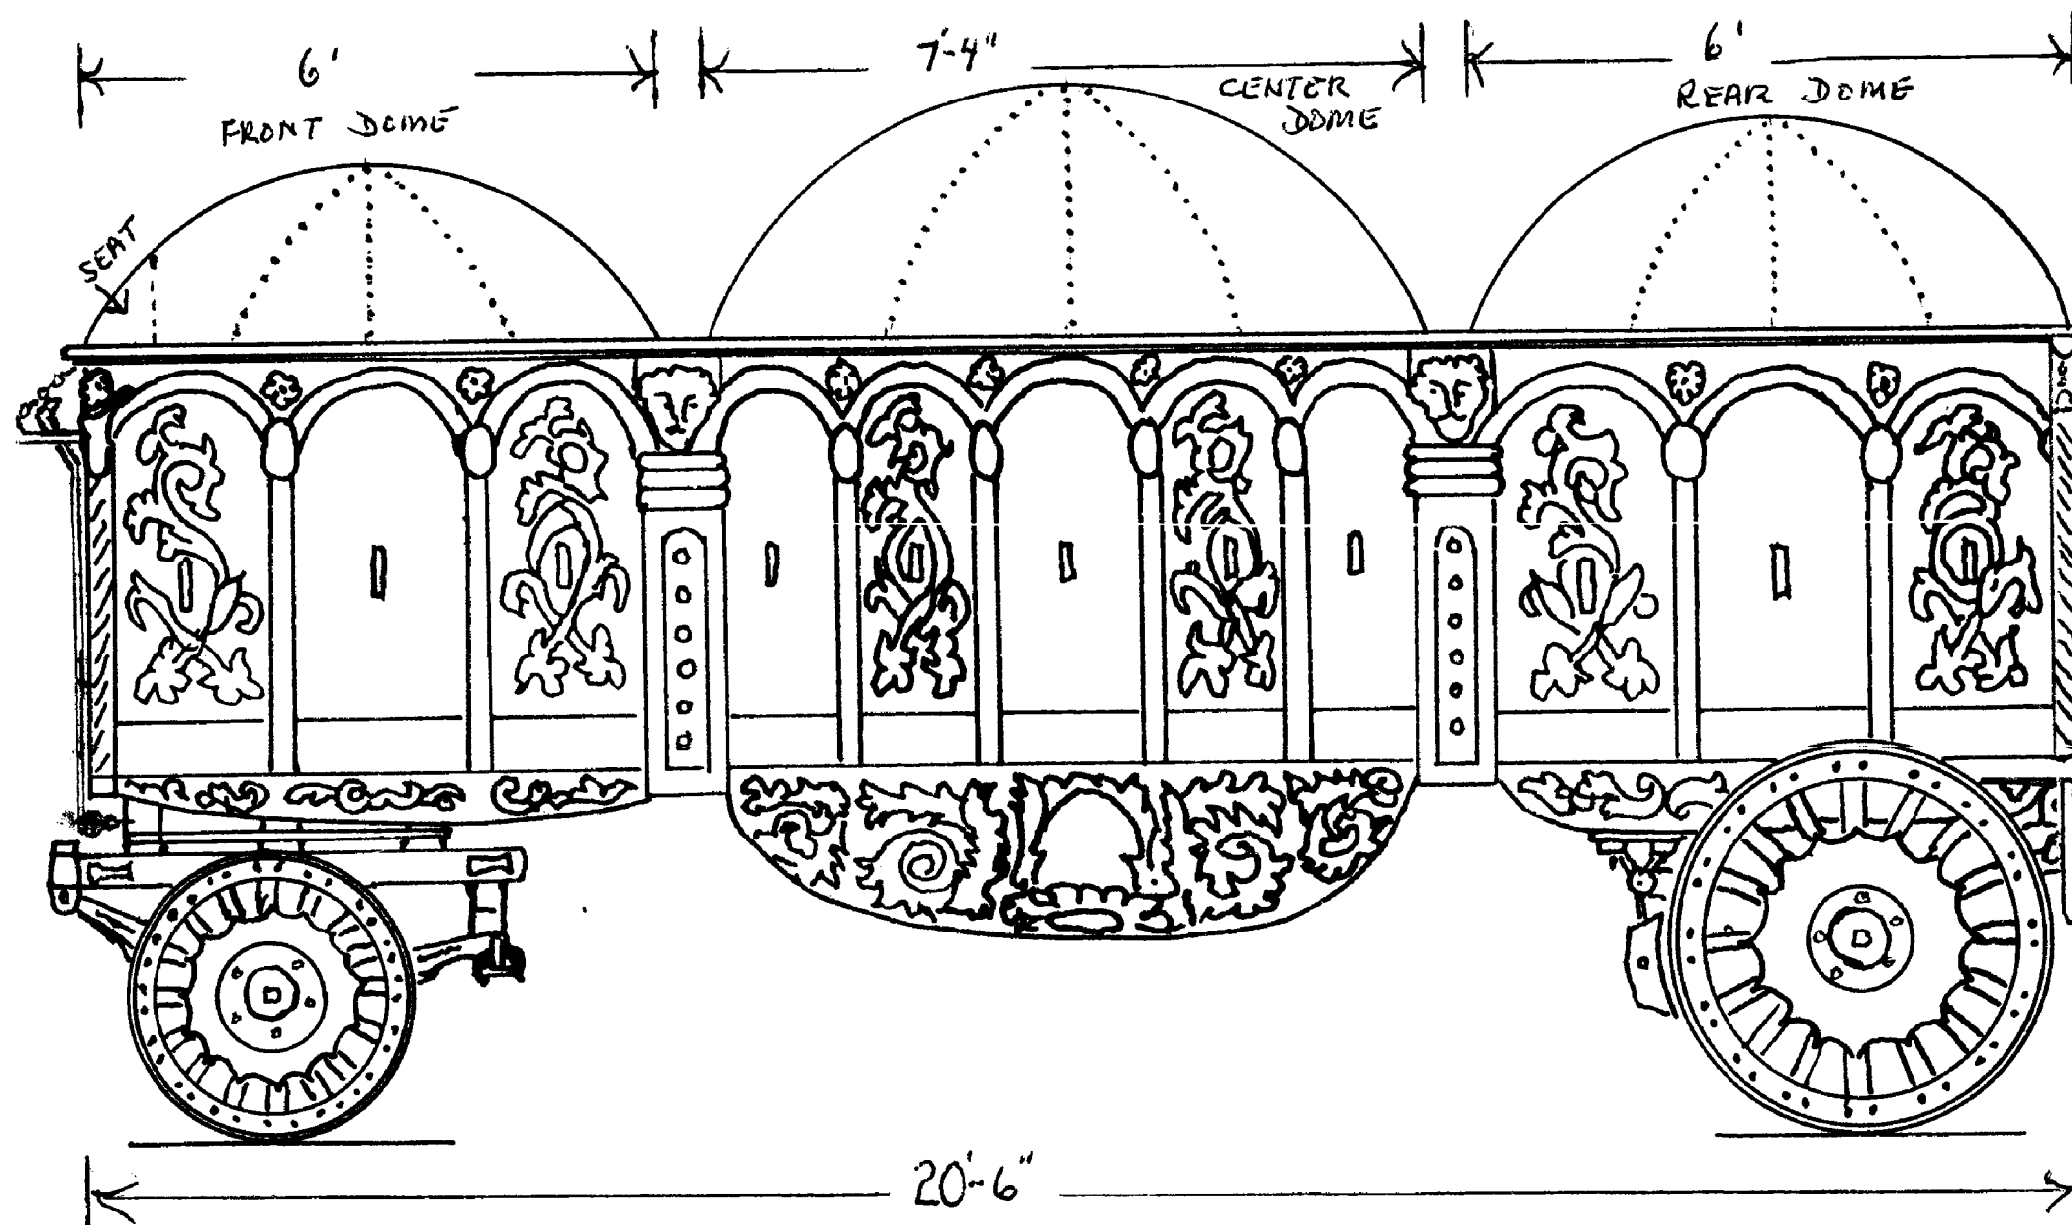 6'
7'-4"
6'
FRONT DOME
CENTER
DOME
REAR DOME
SEAT
20'-6"